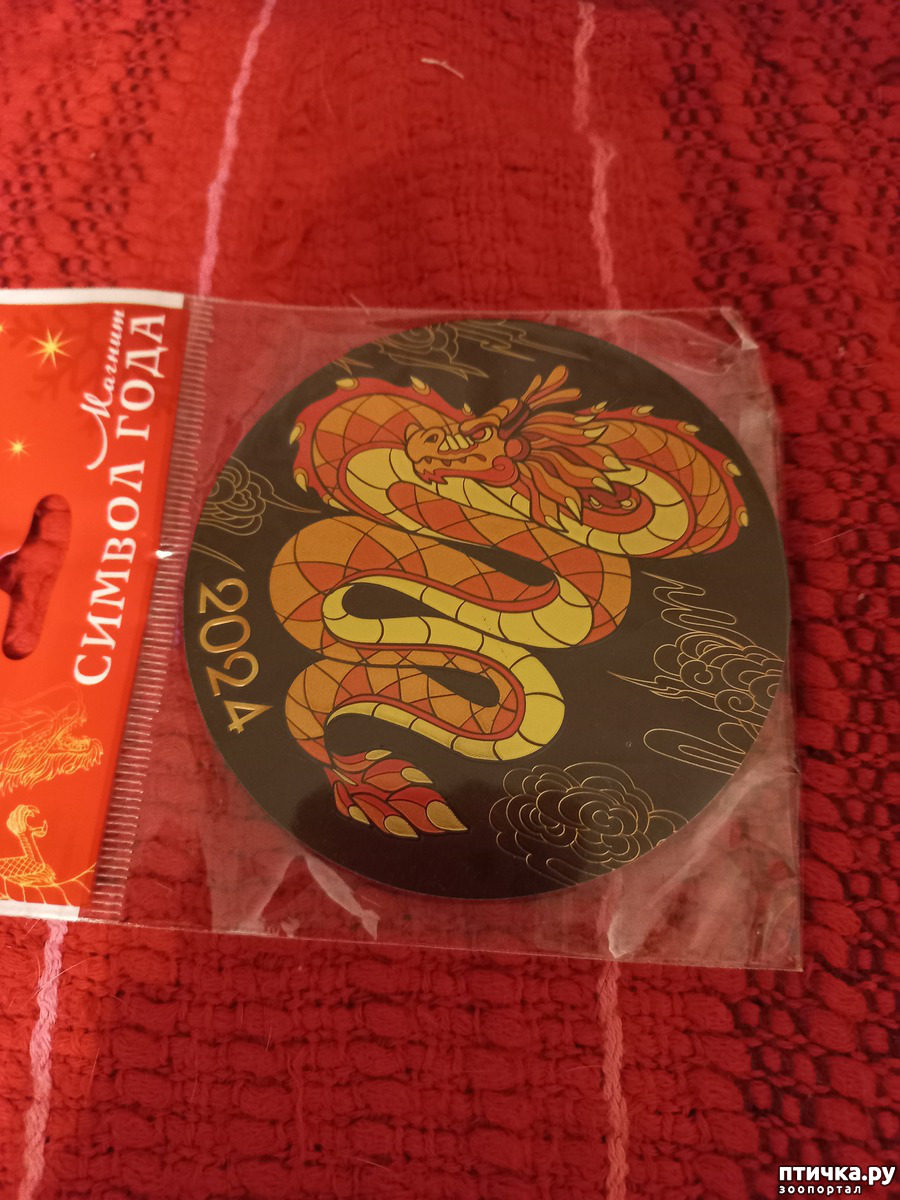 Магнит
СИМВОЛ ГОДА
2024
птичка.ру
зоопортал